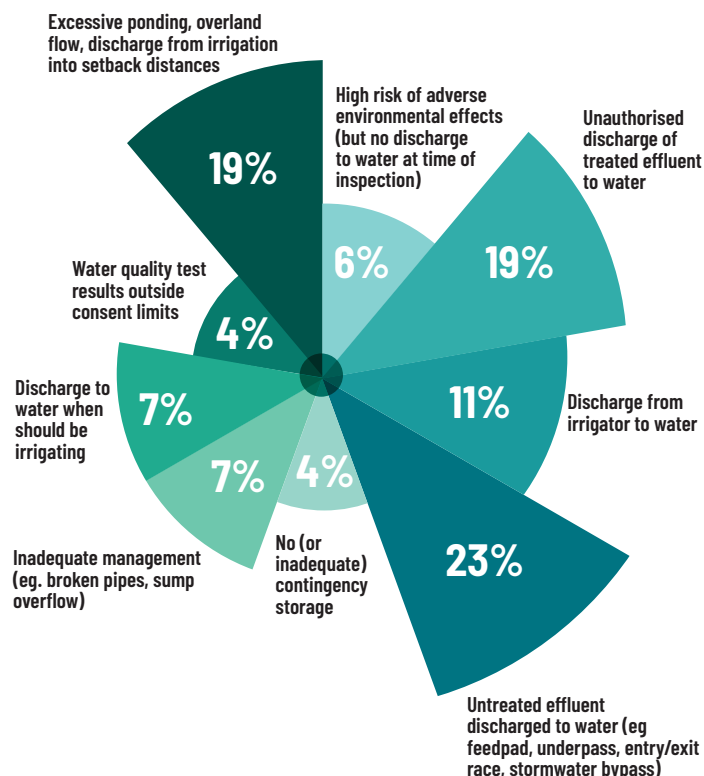 Excessive ponding, overland
flow, discharge from irrigation
into setback distances
19%
High risk of adverse
environmental effects
(but no discharge
to water at time of
inspection)
6%
Unauthorised
discharge of
treated effluent
to water
19%
Discharge from
irrigator to water
11%
Untreated effluent
discharged to water (eg
feedpad, underpass, entry/exit
race, stormwater bypass)
23%
No (or
inadequate)
contingency
storage
4%
Inadequate management
(eg. broken pipes, sump
overflow)
7%
Discharge to
water when
should be
irrigating
7%
Water quality test
results outside
consent limits
4%